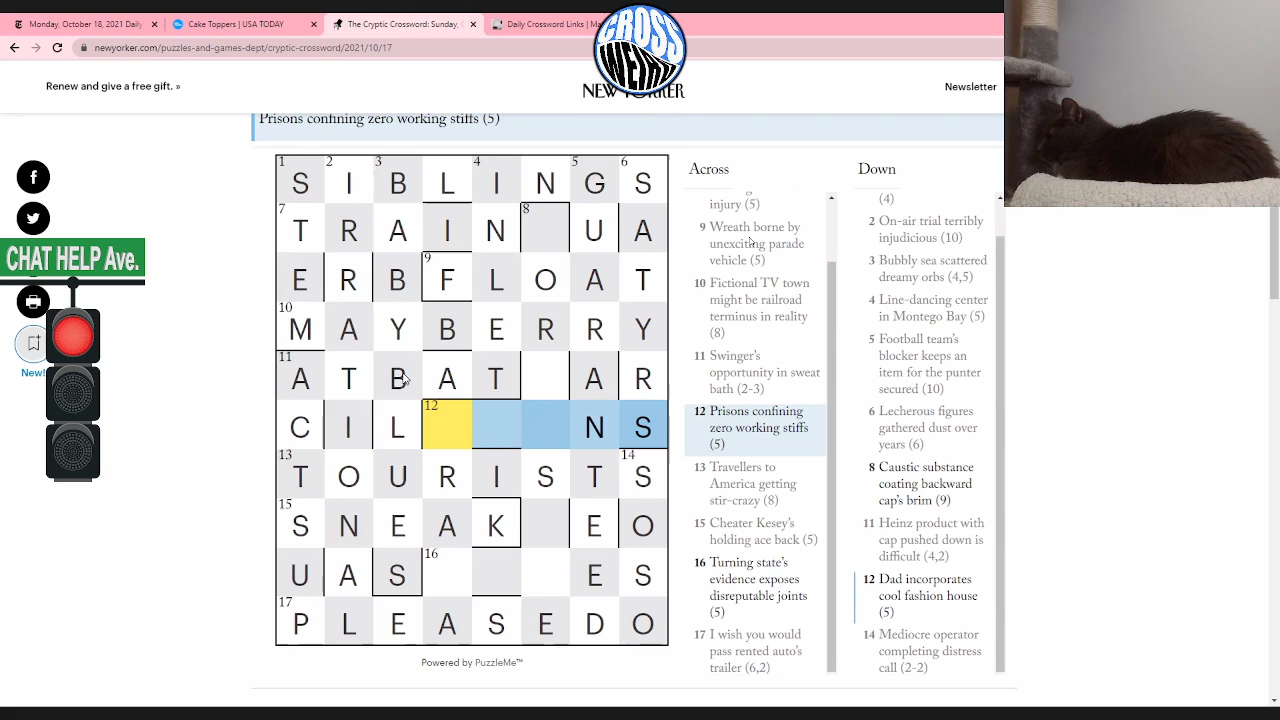 Monday, October 18, 2021 Daily
Cake Toppers | USA TODAY
The Cryptic Crossword: Sunday,
Daily Crossword Links
newyorker.com/puzzles-and-games-dept/cryptic-crossword/2021/10/17
CROSS
WEIRD
Renew and give a free gift. »
NEW YORKER
Newsletter
Prisons confining zero working stiffs (5)
CHAT HELP Ave.
New!
1 S 2 I 3 B L 4 I N 5 G 6 S
7 T R A I N 8 U A
E R B 9 F L O A T
10 M A Y B E R R Y
11 A T B A T A R
C I L 12 N S
13 T O U R I S T 14 S
15 S N E A K E O
U A S 16 E S
17 P L E A S E D O
Powered by PuzzleMe™
Across
injury (5)
9 Wreath borne by
unexciting parade
vehicle (5)
10 Fictional TV town
might be railroad
terminus in reality
(8)
11 Swinger's
opportunity in sweat
bath (2-3)
12 Prisons confining
zero working stiffs
(5)
13 Travellers to
America getting
stir-crazy (8)
15 Cheater Kesey's
holding ace back (5)
16 Turning state's
evidence exposes
disreputable joints
(5)
17 I wish you would
pass rented auto's
trailer (6,2)
Down
(4)
2 On-air trial terribly
injudicious (10)
3 Bubbly sea scattered
dreamy orbs (4,5)
4 Line-dancing center
in Montego Bay (5)
5 Football team's
blocker keeps an
item for the punter
secured (10)
6 Lecherous figures
gathered dust over
years (6)
8 Caustic substance
coating backward
cap's brim (9)
11 Heinz product with
cap pushed down is
difficult (4,2)
12 Dad incorporates
cool fashion house
(5)
14 Mediocre operator
completing distress
call (2-2)